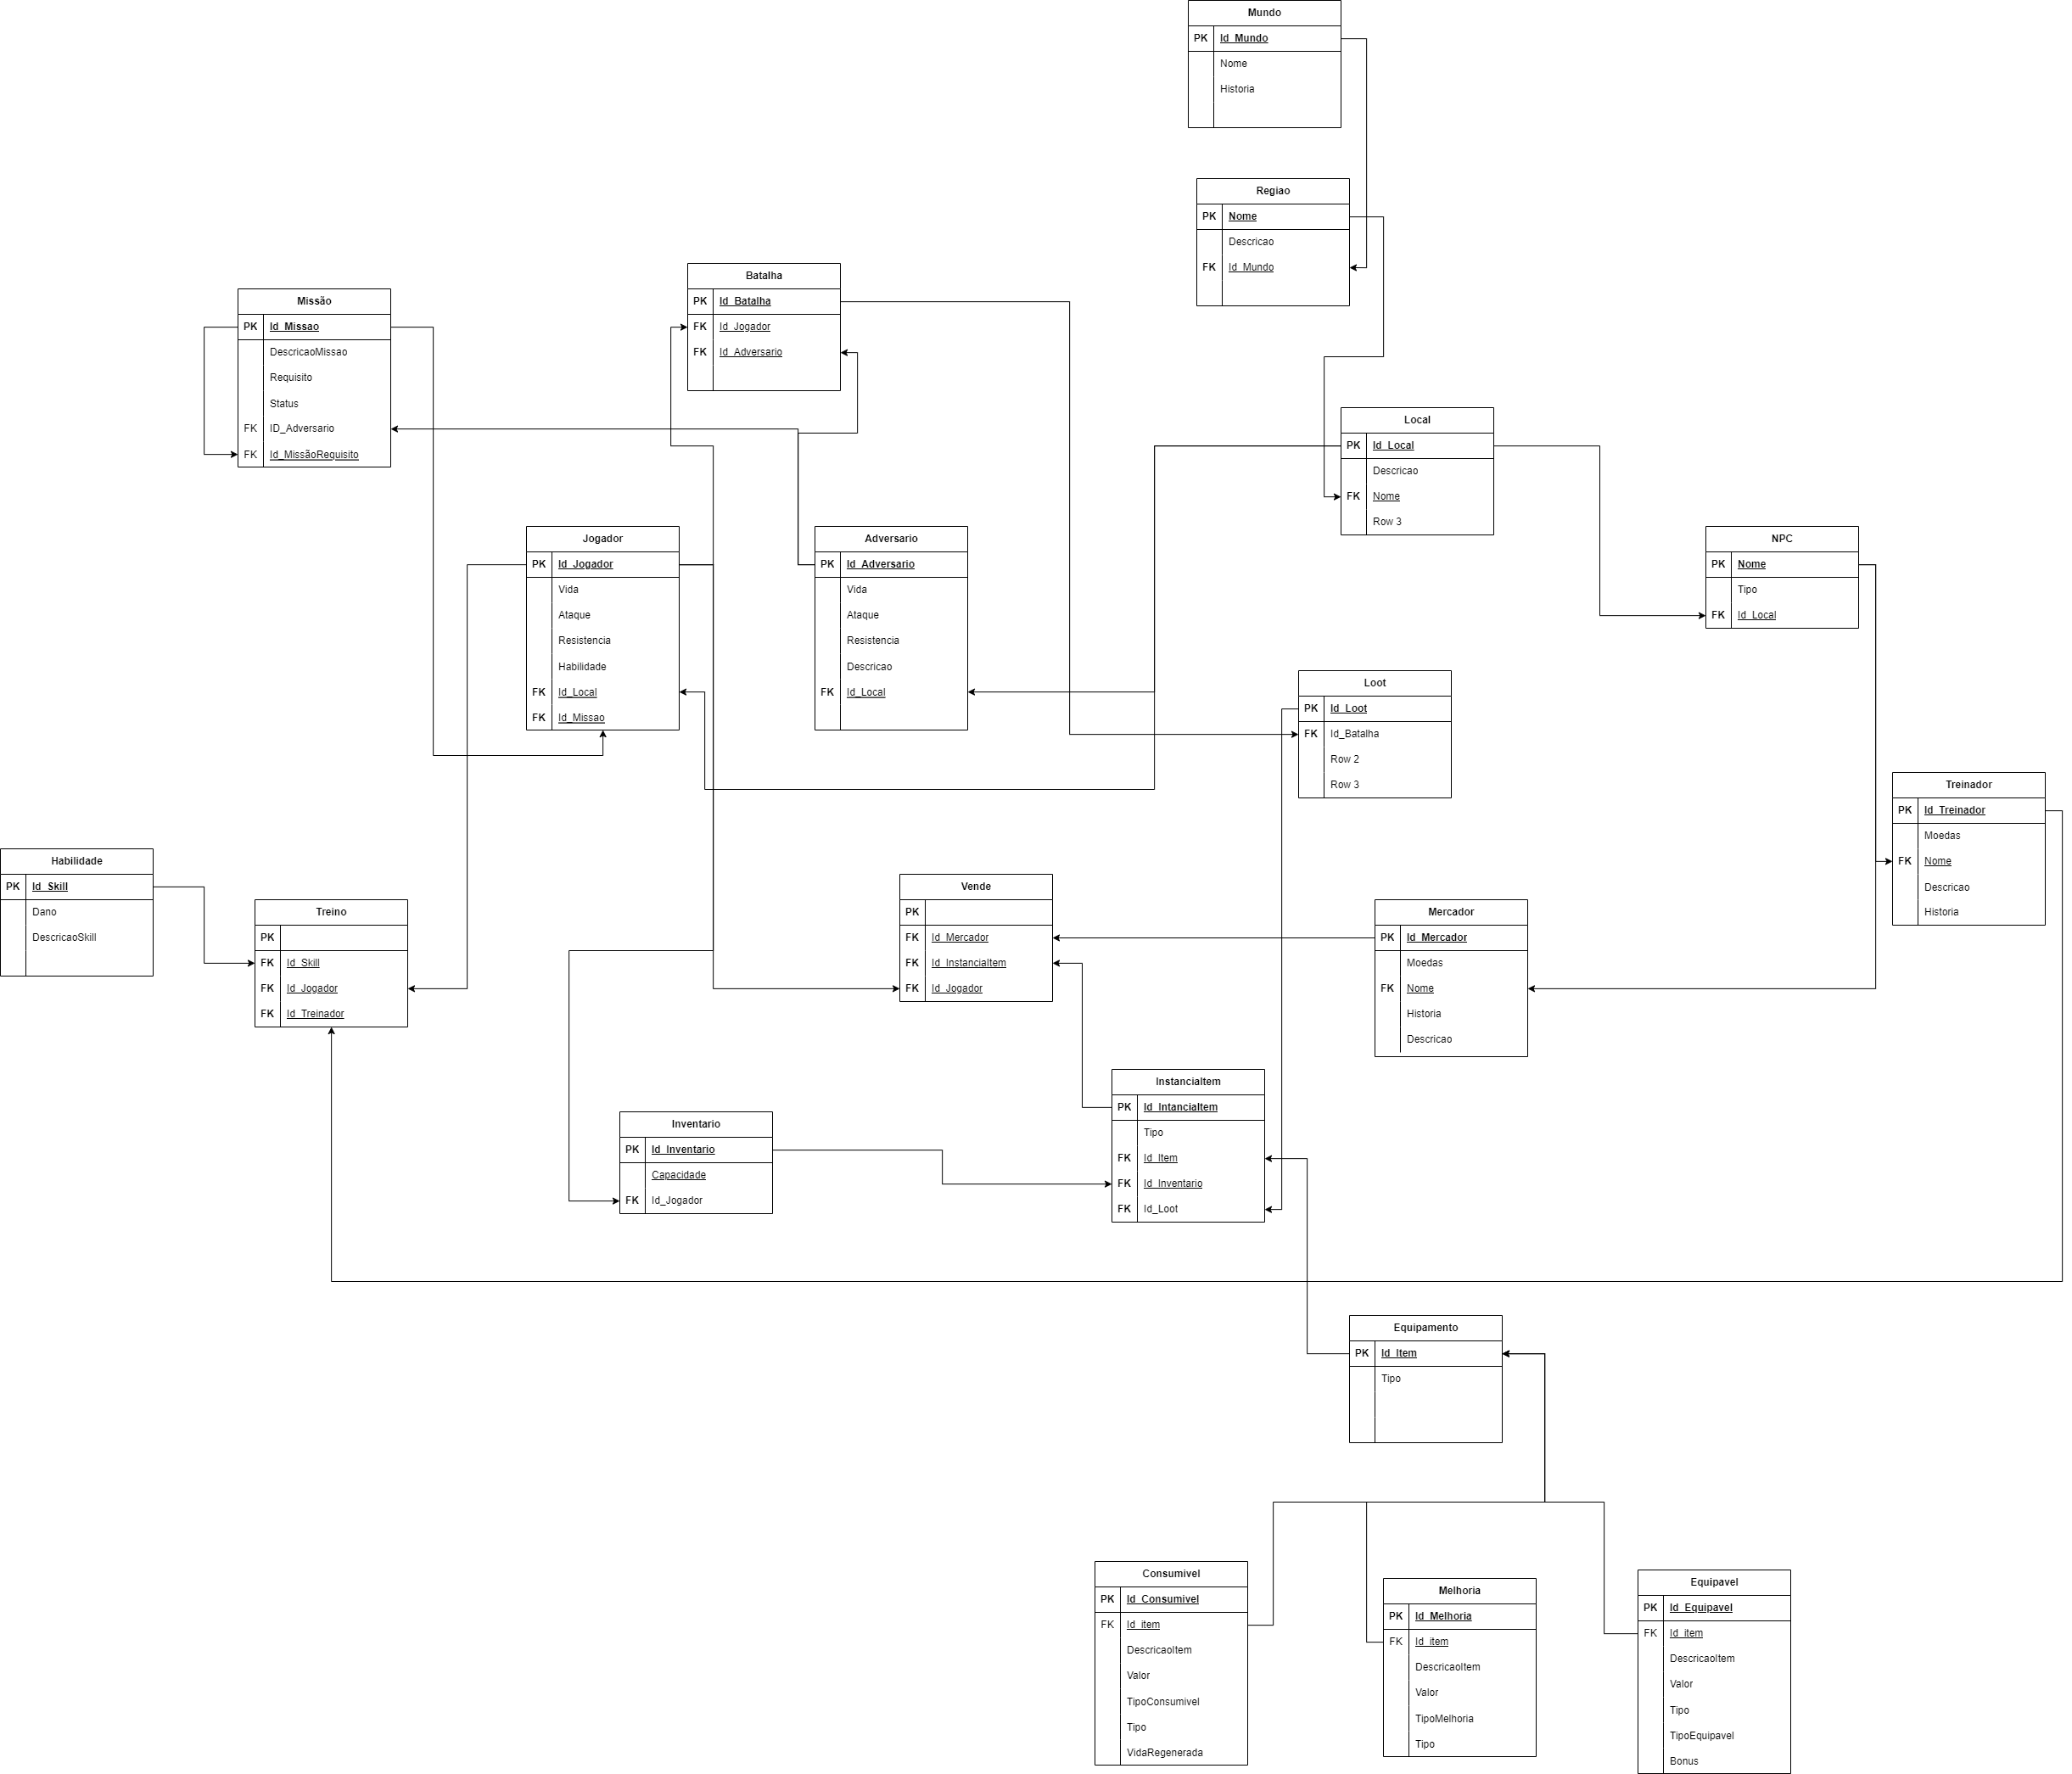 Mundo
PK Id_Mundo
Nome
Historia
Regiao
PK Nome
Descricao
FK Id_Mundo
Batalha
PK Id_Batalha
FK Id_Jogador
FK Id_Adversario
Missão
PK Id_Missao
DescricaoMissao
Requisito
Status
FK ID_Adversario
FK Id_MissãoRequisito
Local
PK Id_Local
Descricao
FK Nome
Row 3
Jogador
PK Id_Jogador
Vida
Ataque
Resistencia
Habilidade
FK Id_Local
FK Id_Missao
Adversario
PK Id_Adversario
Vida
Ataque
Resistencia
Descricao
FK Id_Local
NPC
PK Nome
Tipo
FK Id_Local
Loot
PK Id_Loot
FK Id_Batalha
Row 2
Row 3
Treinador
PK Id_Treinador
Moedas
FK Nome
Descricao
Historia
Habilidade
PK Id_Skill
Dano
DescricaoSkill
Treino
PK
FK Id_Skill
FK Id_Jogador
FK Id_Treinador
Vende
PK
FK Id_Mercador
FK Id_InstanciaItem
FK Id_Jogador
Mercador
PK Id_Mercador
Moedas
FK Nome
Historia
Descricao
InstanciaItem
PK Id_IntanciaItem
Tipo
FK Id_Item
FK Id_Inventario
FK Id_Loot
Inventario
PK Id_Inventario
Capacidade
FK Id_Jogador
Equipamento
PK Id_Item
Tipo
Consumivel
PK Id_Consumivel
FK Id_item
DescricaoItem
Valor
TipoConsumivel
Tipo
VidaRegenerada
Melhoria
PK Id_Melhoria
FK Id_item
DescricaoItem
Valor
TipoMelhoria
Tipo
Equipavel
PK Id_Equipavel
FK Id_item
DescricaoItem
Valor
Tipo
TipoEquipavel
Bonus